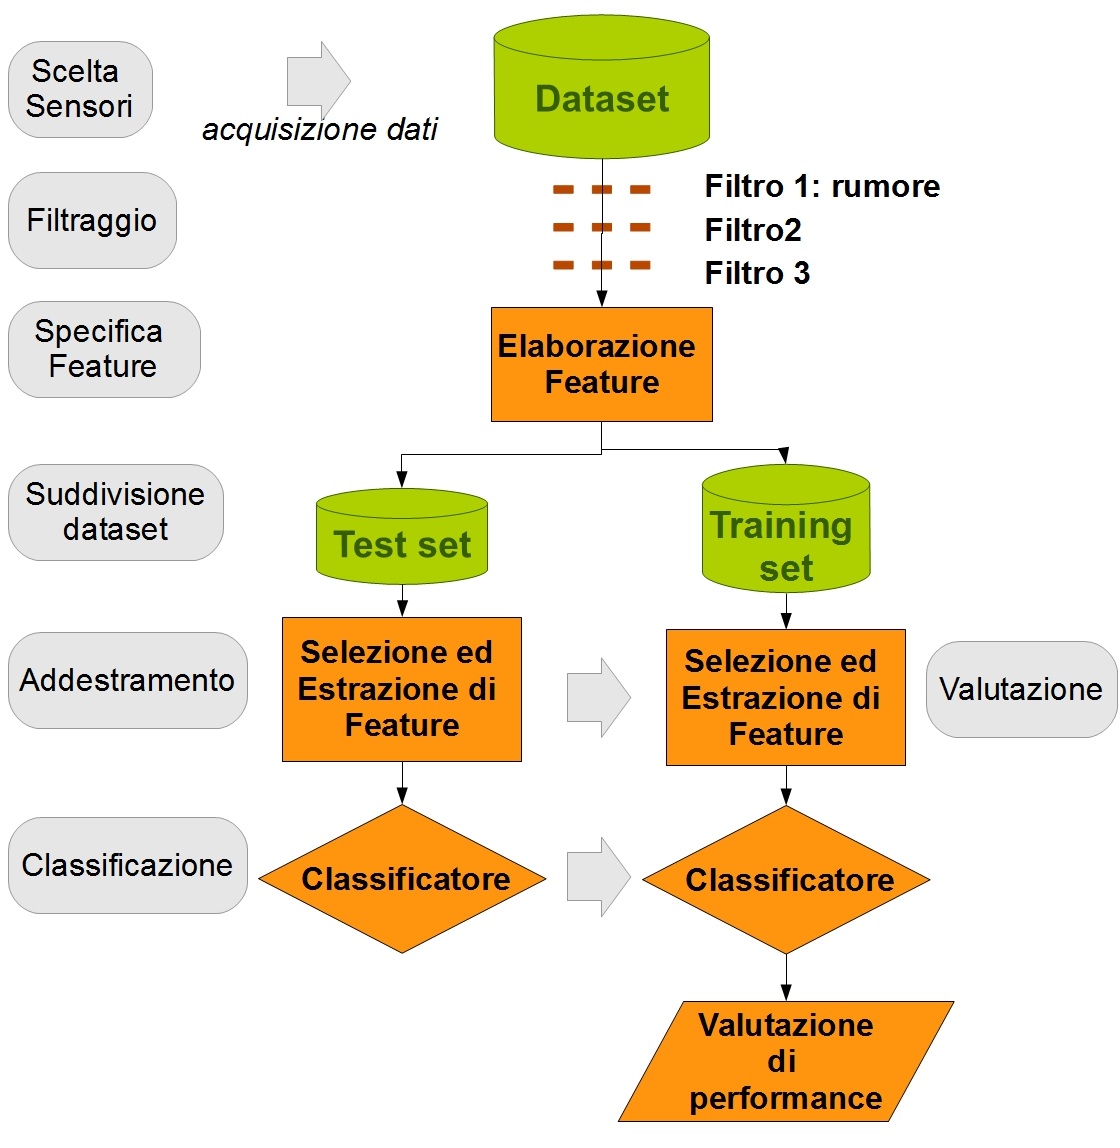 Scelta
Sensori
acquisizione dati
Dataset
Filtraggio
Filtro 1: rumore
Filtro2
Filtro 3
Specifica
Feature
Elaborazione
Feature
Suddivisione
dataset
Test set
Training
set
Addestramento
Selezione ed
Estrazione di
Feature
Selezione ed
Estrazione di
Feature
Valutazione
Classificazione
Classificatore
Classificatore
Valutazione
di
performance